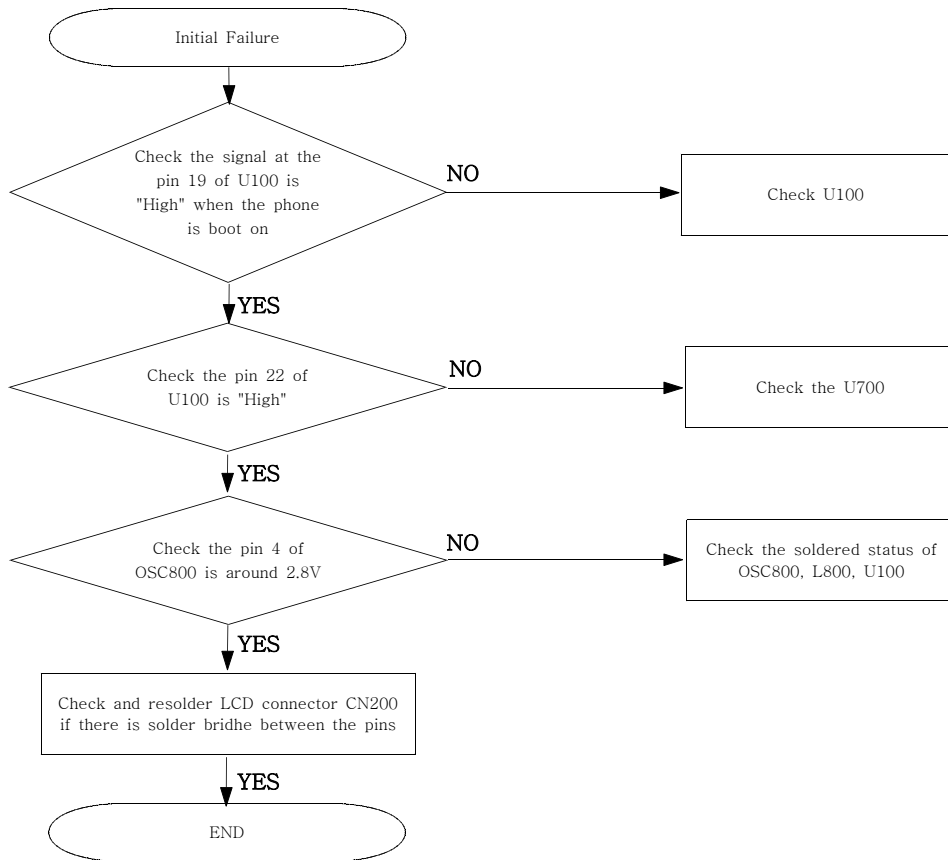 Initial Failure
Check the signal at the
pin 19 of U100 is
"High" when the phone
is boot on
NO
Check U100
YES
Check the pin 22 of
U100 is "High"
NO
Check the U700
YES
Check the pin 4 of
OSC800 is around 2.8V
NO
Check the soldered status of
OSC800, L800, U100
YES
Check and resolder LCD connector CN200
if there is solder bridhe between the pins
YES
END